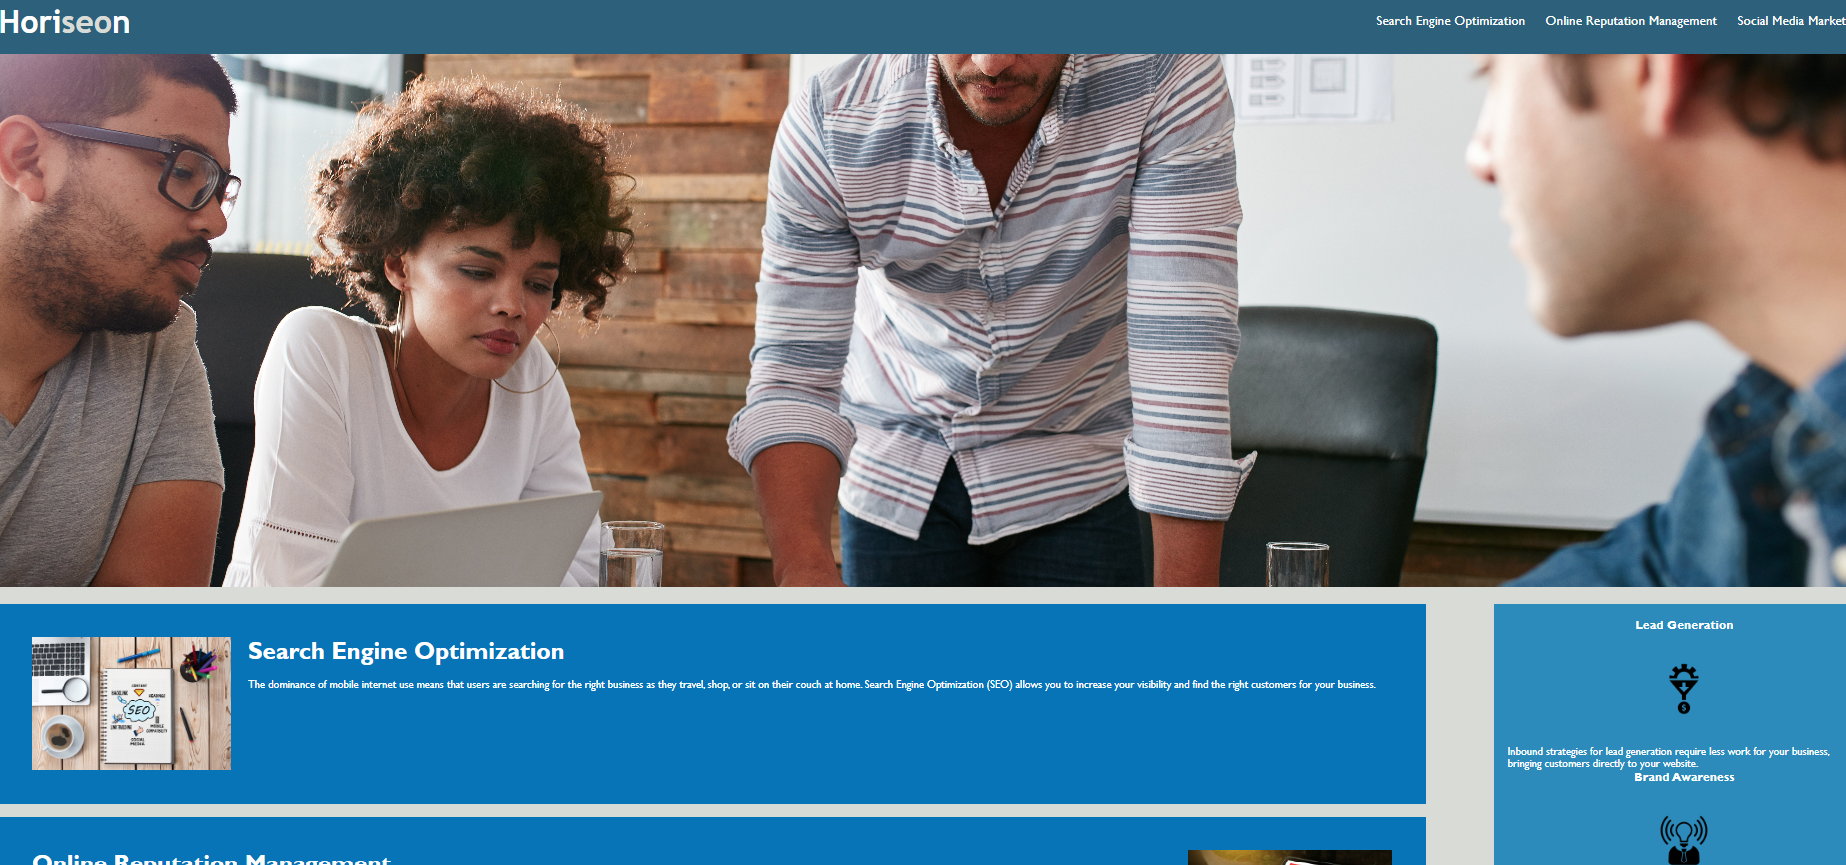 Horiseon
Search Engine Optimization
Online Reputation Management
Social Media Market
Search Engine Optimization
The dominance of mobile internet use means that users are searching for the right business as they travel, shop, or sit on their couch at home. Search Engine Optimization (SEO) allows you to increase your visibility and find the right customers for your business.
SEO
SOCIAL
MEDIA
Lead Generation
Inbound strategies for lead generation require less work for your business,
bringing customers directly to your website.
Brand Awareness
Online Reputation Management